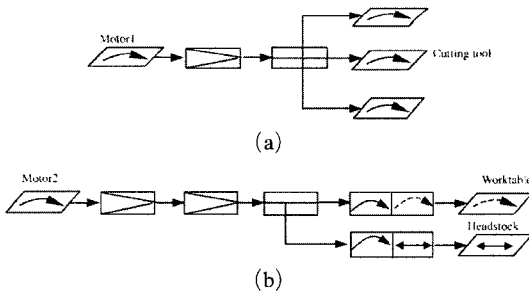 Motor1
Cutting tool
(a)
Motor2
Worktable
Headstock
(b)